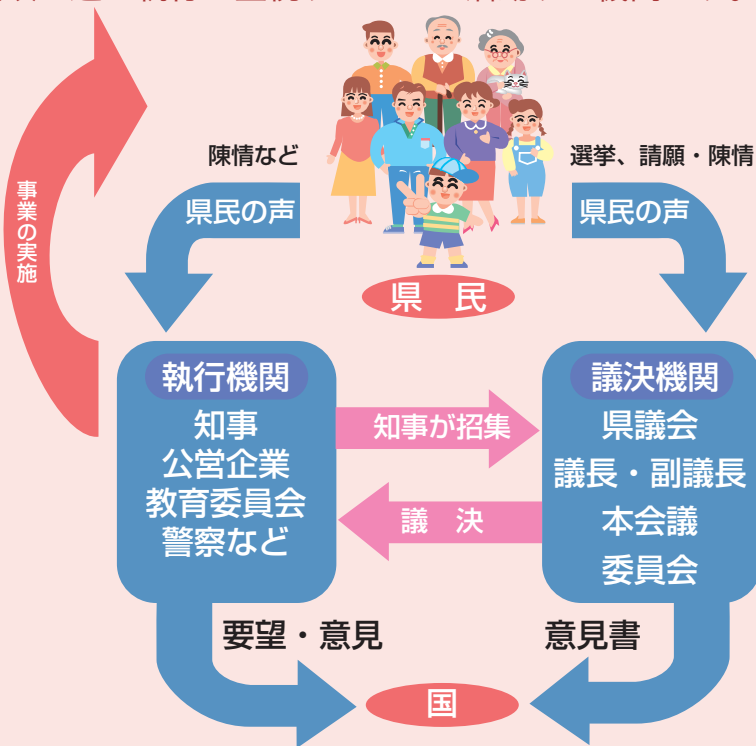 陳情など
選挙、請願・陳情
県民の声
県民の声
事業の実施
県 民
執行機関
知事
公営企業
教育委員会
警察など
知事が招集
議 決
議決機関
県議会
議長・副議長
本会議
委員会
要望・意見
意見書
国